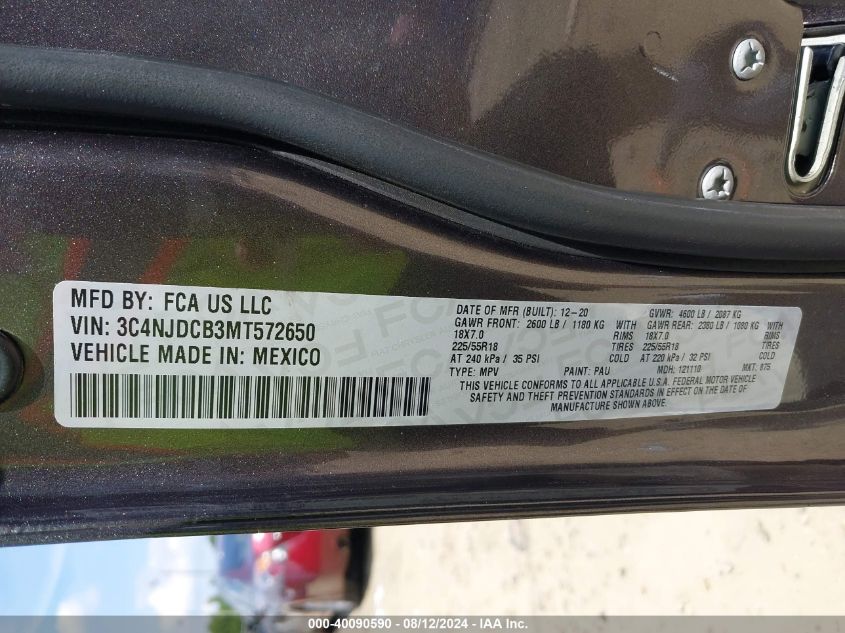 MFD BY: FCA US LLC
VIN: 3C4NJDCB3MT572650
VEHICLE MADE IN: MEXICO
DATE OF MFR (BUILT): 12-20 GVWR: 4600 LB / 2087 KG
GAWR FRONT: 2600 LB / 1180 KG WITH GAWR REAR: 2380 LB / 1080 KG WITH
18X7.0 RIMS 18X7.0 RIMS
225/55R18 TIRES 225/55R18 TIRES
AT 240 kPa / 35 PSI COLD AT 220 kPa / 32 PSI COLD
TYPE: MPV PAINT: PAU MDH: 121110 MXT: 875
THIS VEHICLE CONFORMS TO ALL APPLICABLE U.S.A. FEDERAL MOTOR VEHICLE
SAFETY AND THEFT PREVENTION STANDARDS IN EFFECT ON THE DATE OF
MANUFACTURE SHOWN ABOVE.
000-40090590 - 08/12/2024 - IAA Inc.